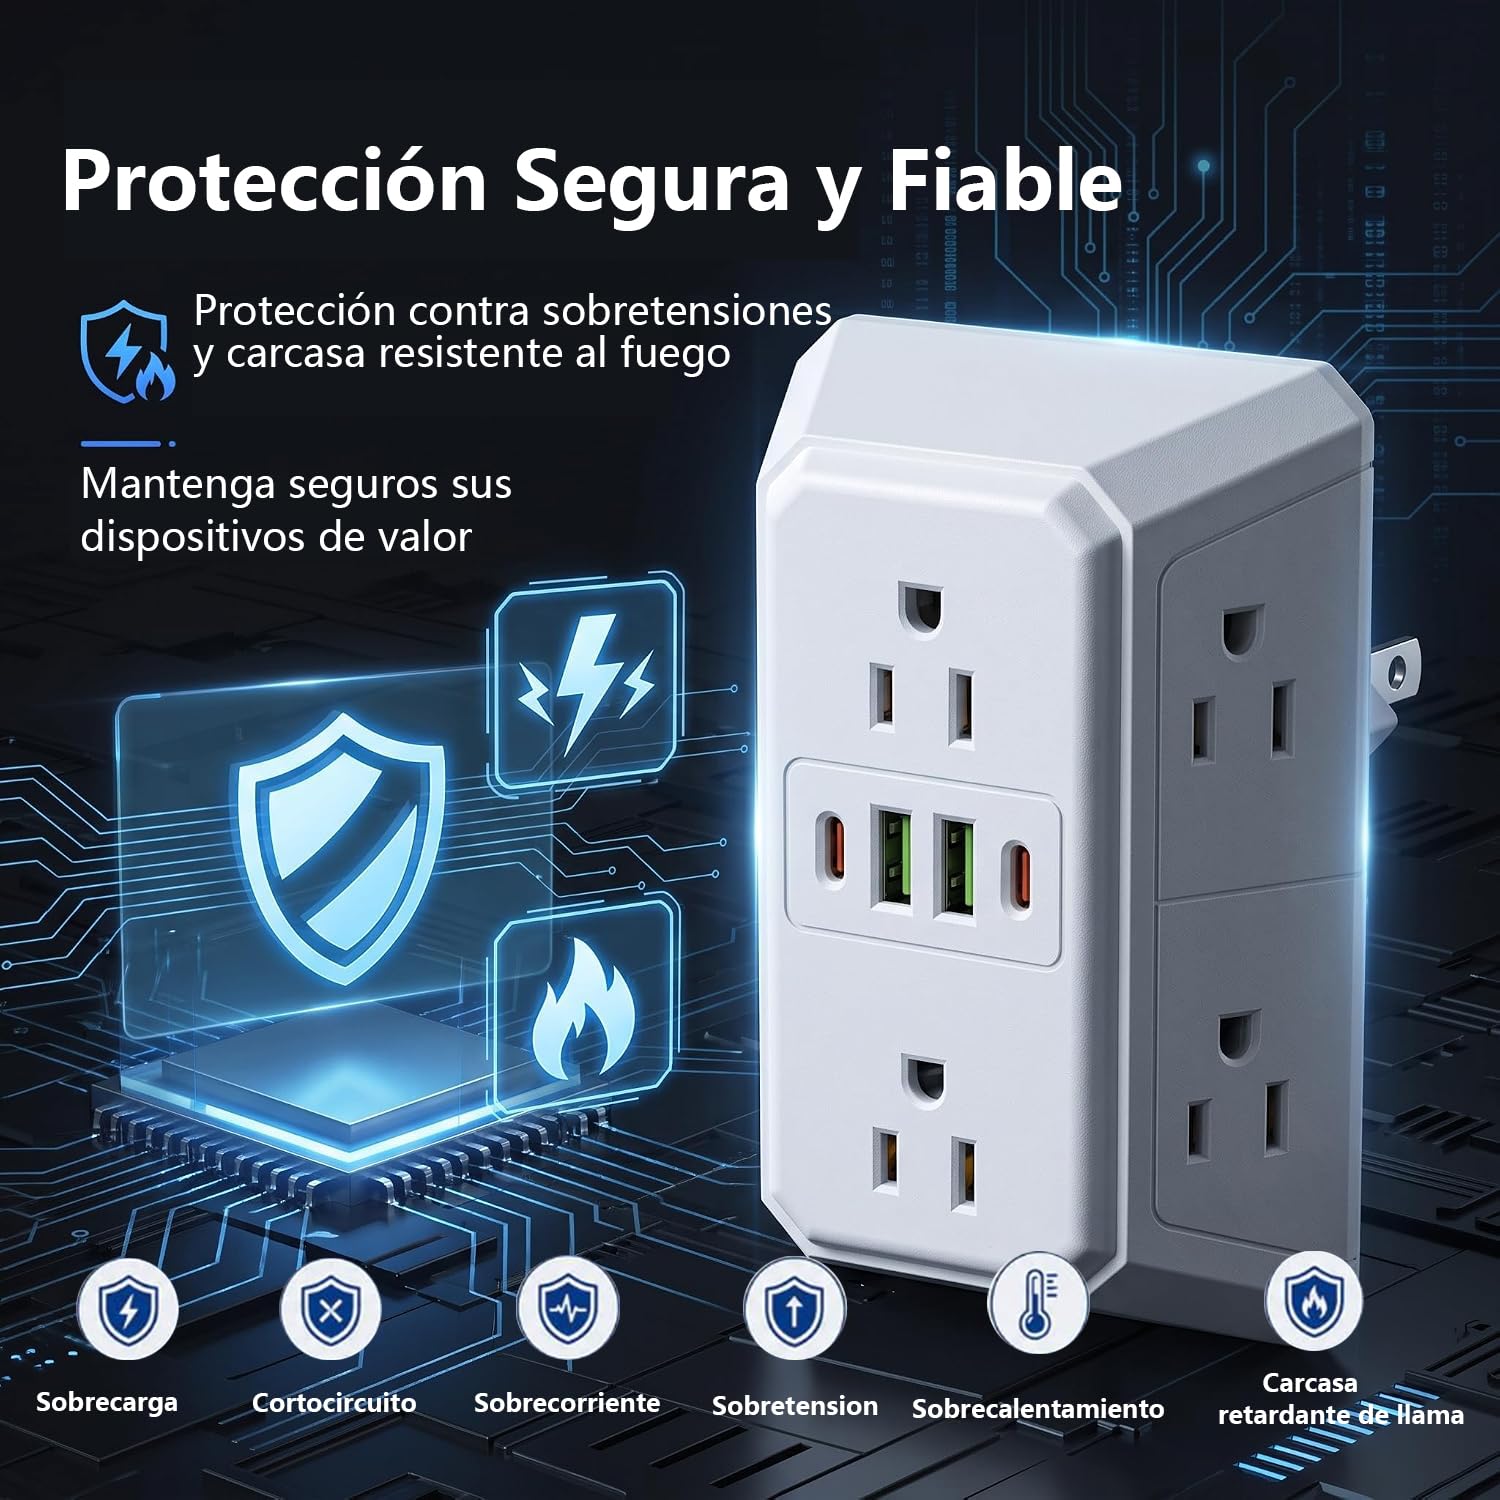 Protección Segura y Fiable
Protección contra sobretensiones
y carcasa resistente al fuego
Mantenga seguros sus
dispositivos de valor
Sobrecarga
Cortocircuito
Sobrecorriente
Sobretension
Sobrecalentamiento
Carcasa
retardante de llama